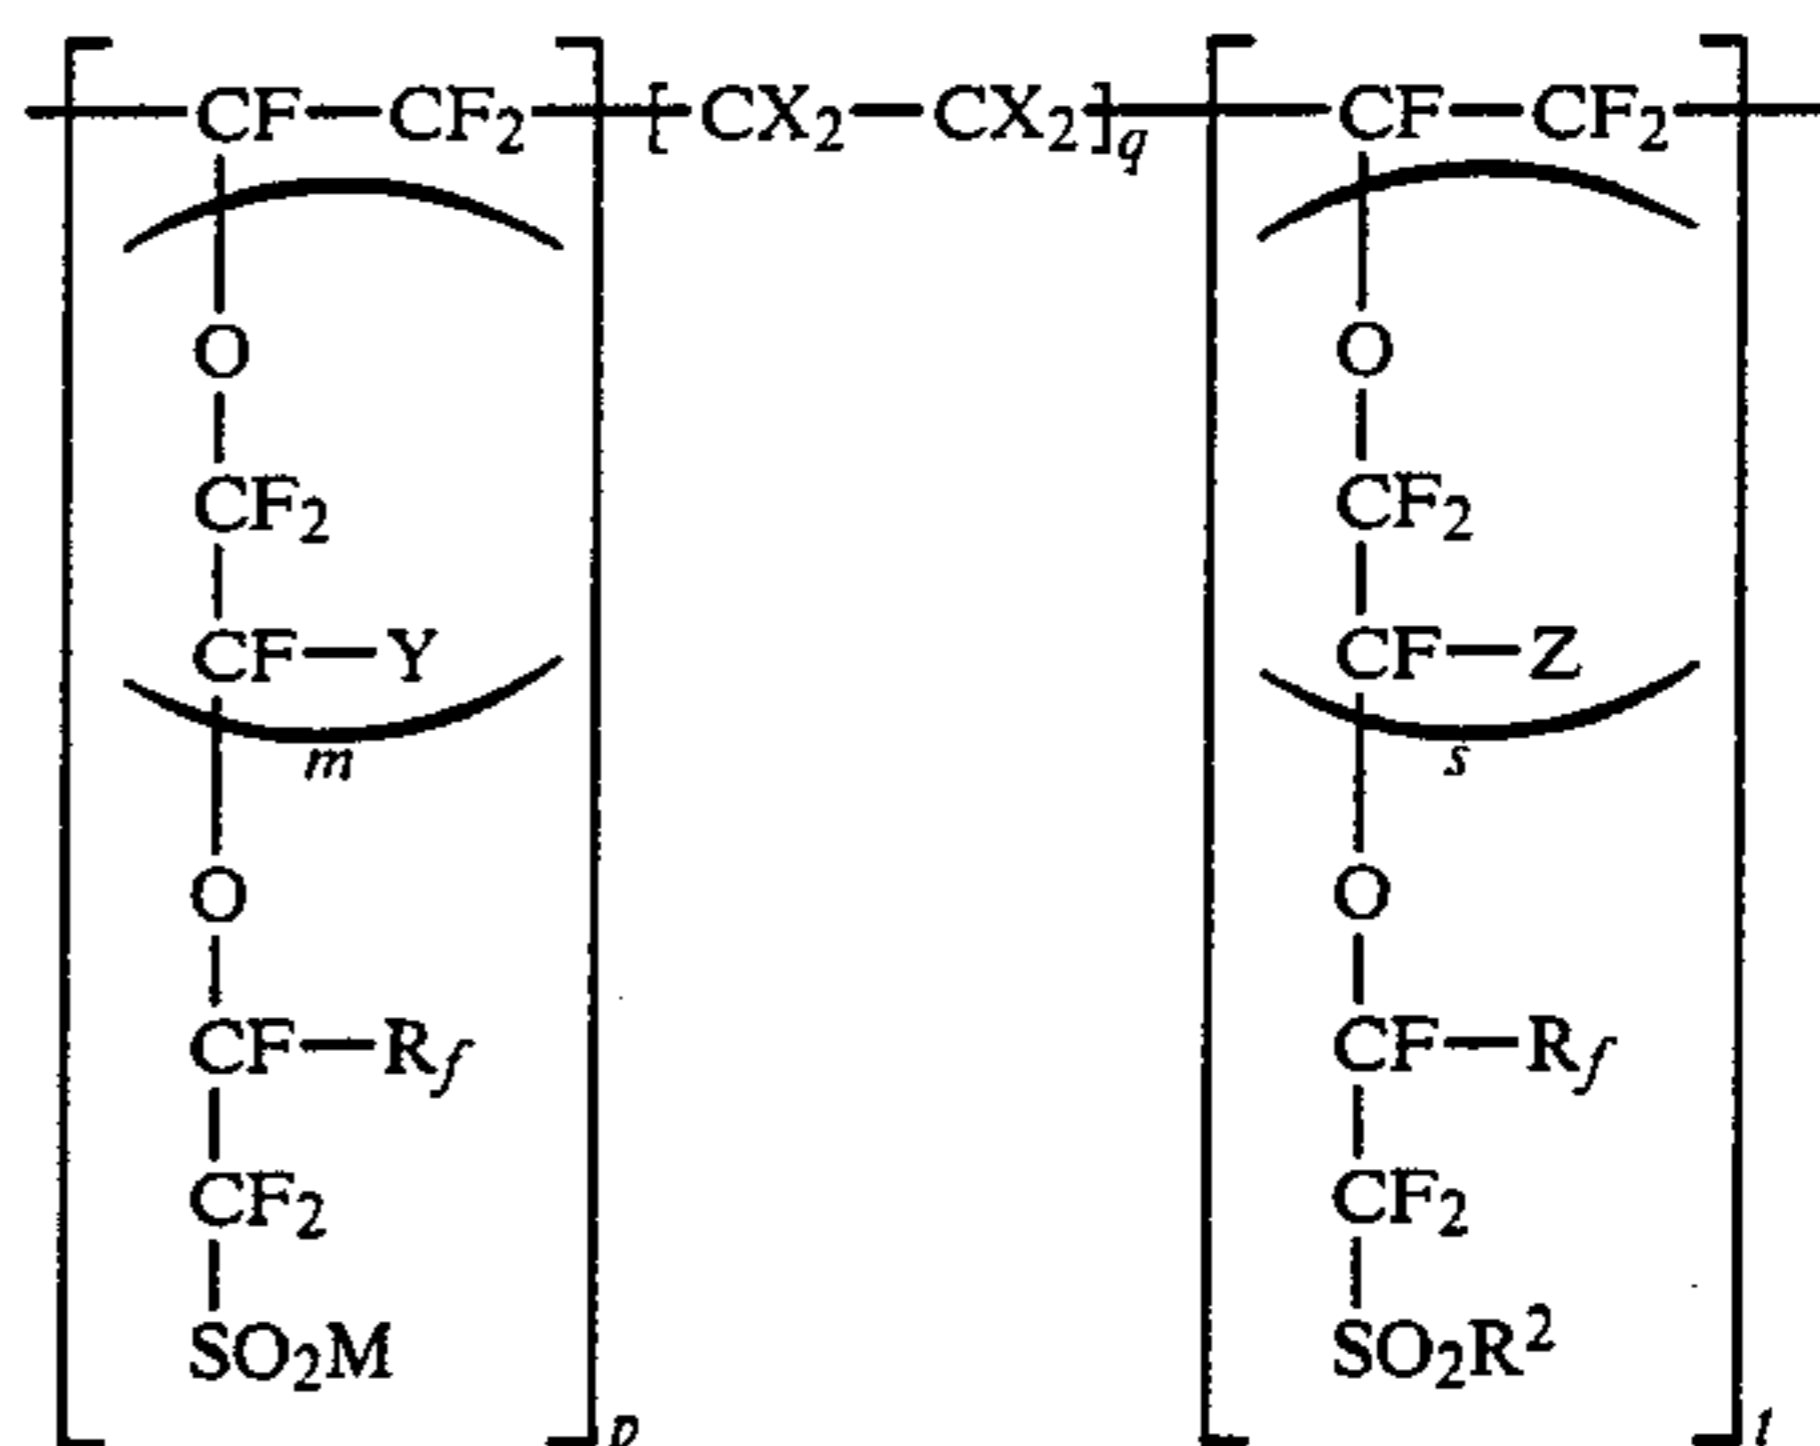 CF—CF₂ [CX₂—CX₂]q CF—CF₂
O O
CF₂ CF₂
CF—Y CF—Z
m s
O O
CF—Rf CF—Rf
CF₂ CF₂
SO₂M SO₂R²
p t